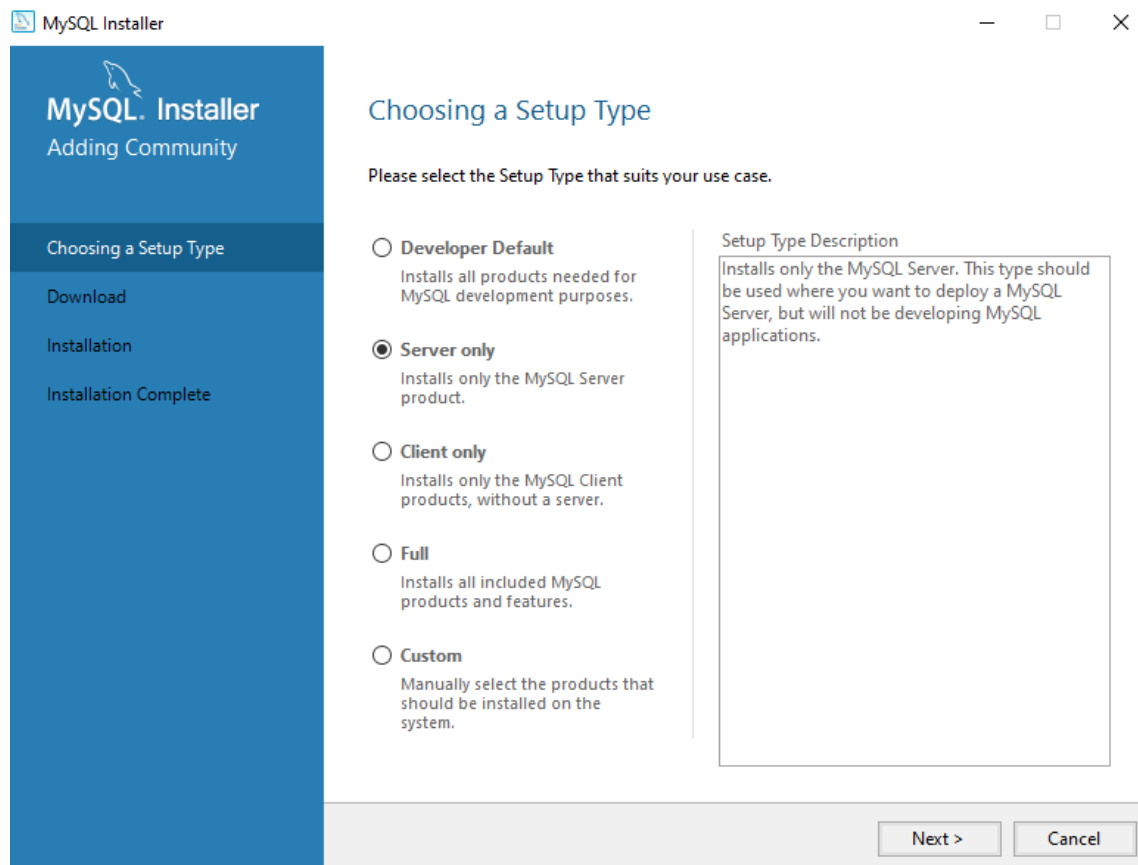 MySQL Installer
MySQL. Installer
Adding Community
Choosing a Setup Type
Download
Installation
Installation Complete
Choosing a Setup Type
Please select the Setup Type that suits your use case.
Developer Default
Installs all products needed for
MySQL development purposes.
Server only
Installs only the MySQL Server
product.
Client only
Installs only the MySQL Client
products, without a server.
Full
Installs all included MySQL
products and features.
Custom
Manually select the products that
should be installed on the
system.
Setup Type Description
Installs only the MySQL Server. This type should
be used where you want to deploy a MySQL
Server, but will not be developing MySQL
applications.
Next >
Cancel